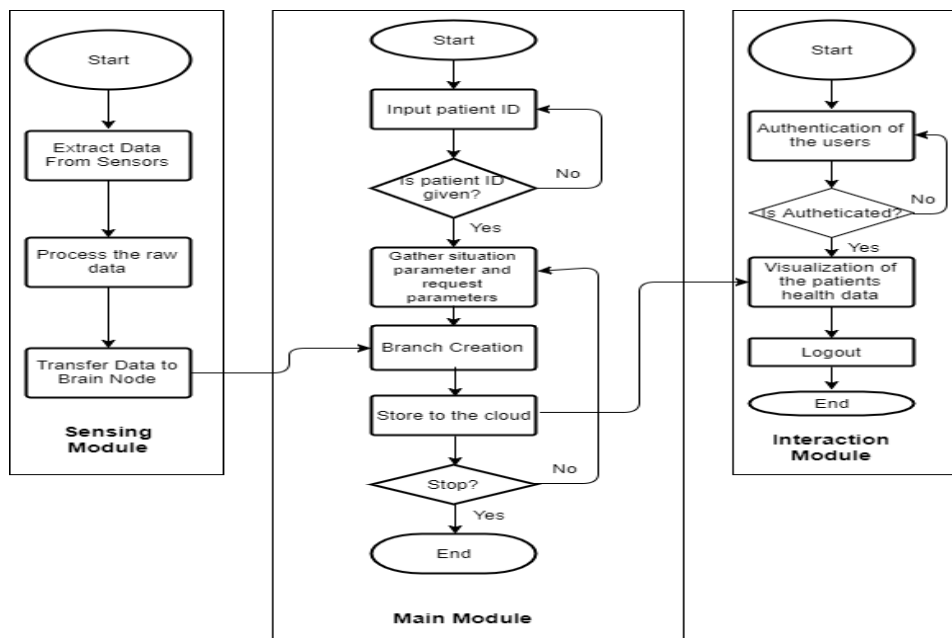 Start
Extract Data
From Sensors
Process the raw
data
Transfer Data to
Brain Node
Sensing
Module
Start
Input patient ID
Is patient ID
given?
No
Yes
Gather situation
parameter and
request
parameters
Branch Creation
Store to the cloud
Stop?
No
Yes
End
Main Module
Start
Authentication of
the users
Is Autheticated?
No
Yes
Visualization of
the patients
health data
Logout
End
Interaction
Module